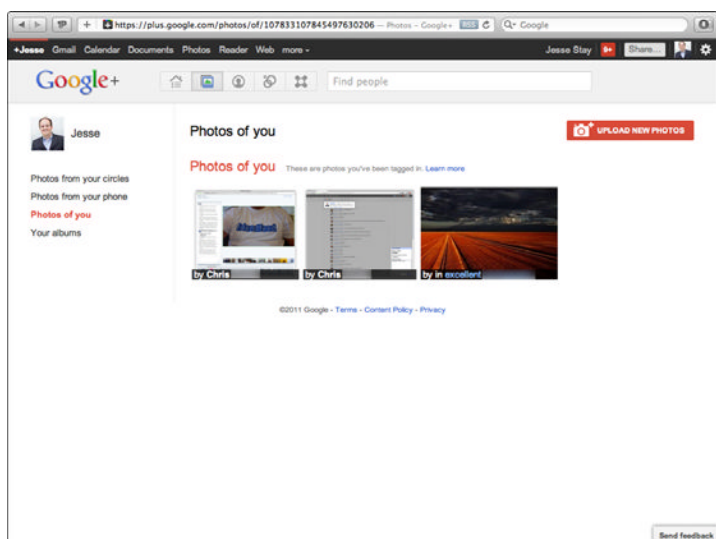 https://plus.google.com/photos/of/107833107845497630206 — Photos – Google+ RSS Google
+Jesse Gmail Calendar Documents Photos Reader Web more Jesse Stay 9+ Share...
Google+ Find people
Jesse
Photos of you
UPLOAD NEW PHOTOS
Photos of you These are photos you've been tagged in. Learn more
Photos from your circles
Photos from your phone
Photos of you
Your albums
by Chris
by Chris
by in excellent
©2011 Google - Terms - Content Policy - Privacy
Send feedback